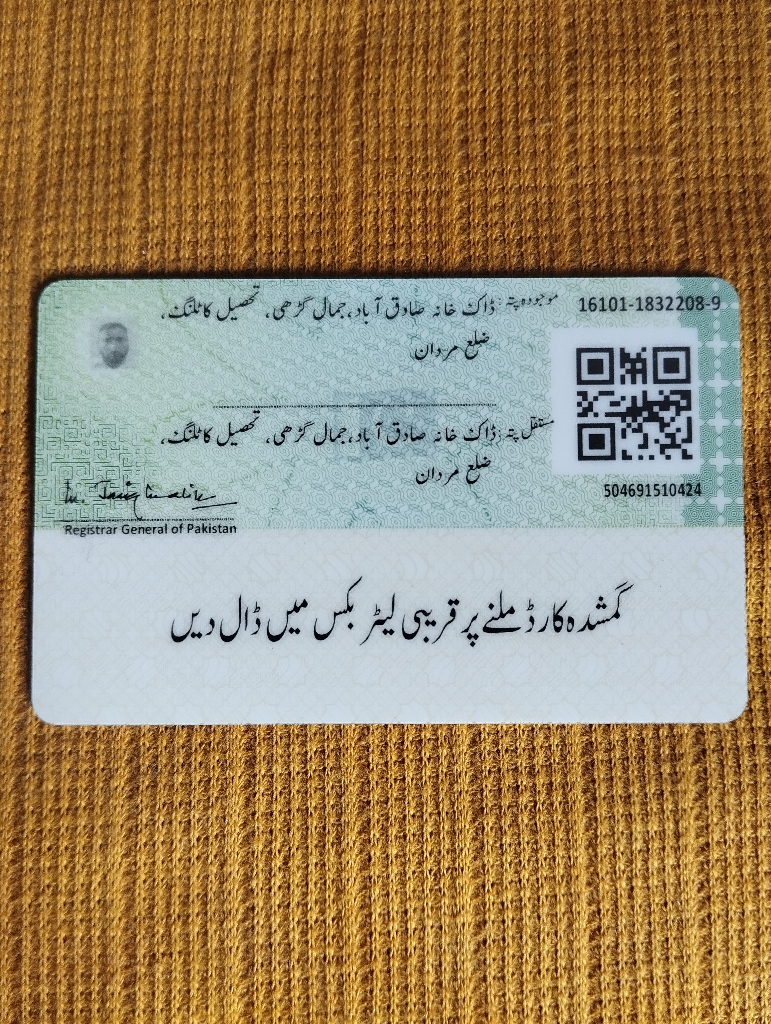 موجودہ پتہ: ڈاک خانہ صادق آباد، جمال گڑھی، تحصیل کاٹلنگ،
ضلع مردان
16101-1832208-9
مستقل پتہ: ڈاک خانہ صادق آباد، جمال گڑھی، تحصیل کاٹلنگ،
ضلع مردان
504691510424
Registrar General of Pakistan
گمشدہ کارڈ ملنے پر قریبی لیٹر بکس میں ڈال دیں